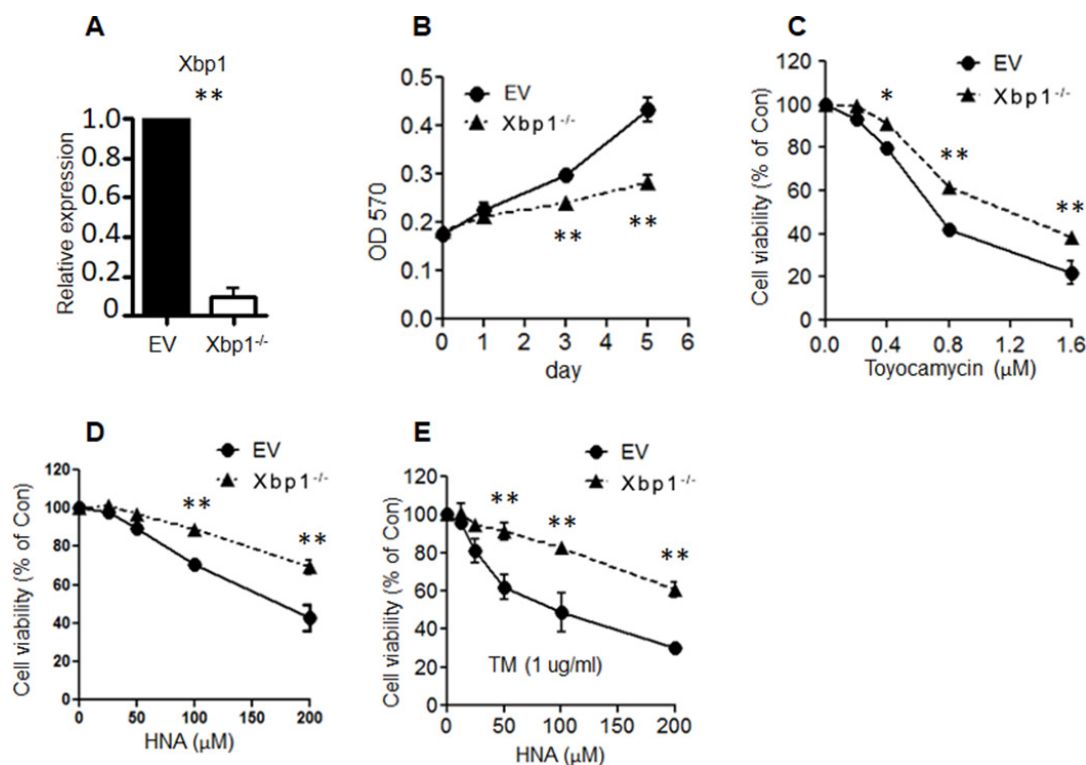 A
Xbp1
**
Relative expression
1.0
0.8
0.6
0.4
0.2
0
EV
Xbp1-/-
B
EV
Xbp1-/-
OD 570
0.5
0.4
0.3
0.2
0.1
0.0
**
**
0 1 2 3 4 5 6
day
C
EV
Xbp1-/-
Cell viability (% of Con)
120
100
80
60
40
20
0
*
**
**
0.0 0.4 0.8 1.2 1.6
Toyocamycin (µM)
D
EV
Xbp1-/-
Cell viability (% of Con)
120
100
80
60
40
20
0
**
**
0 50 100 150 200
HNA (µM)
E
EV
Xbp1-/-
Cell viability (% of Con)
120
100
80
60
40
20
0
**
**
**
TM (1 ug/ml)
0 50 100 150 200
HNA (µM)